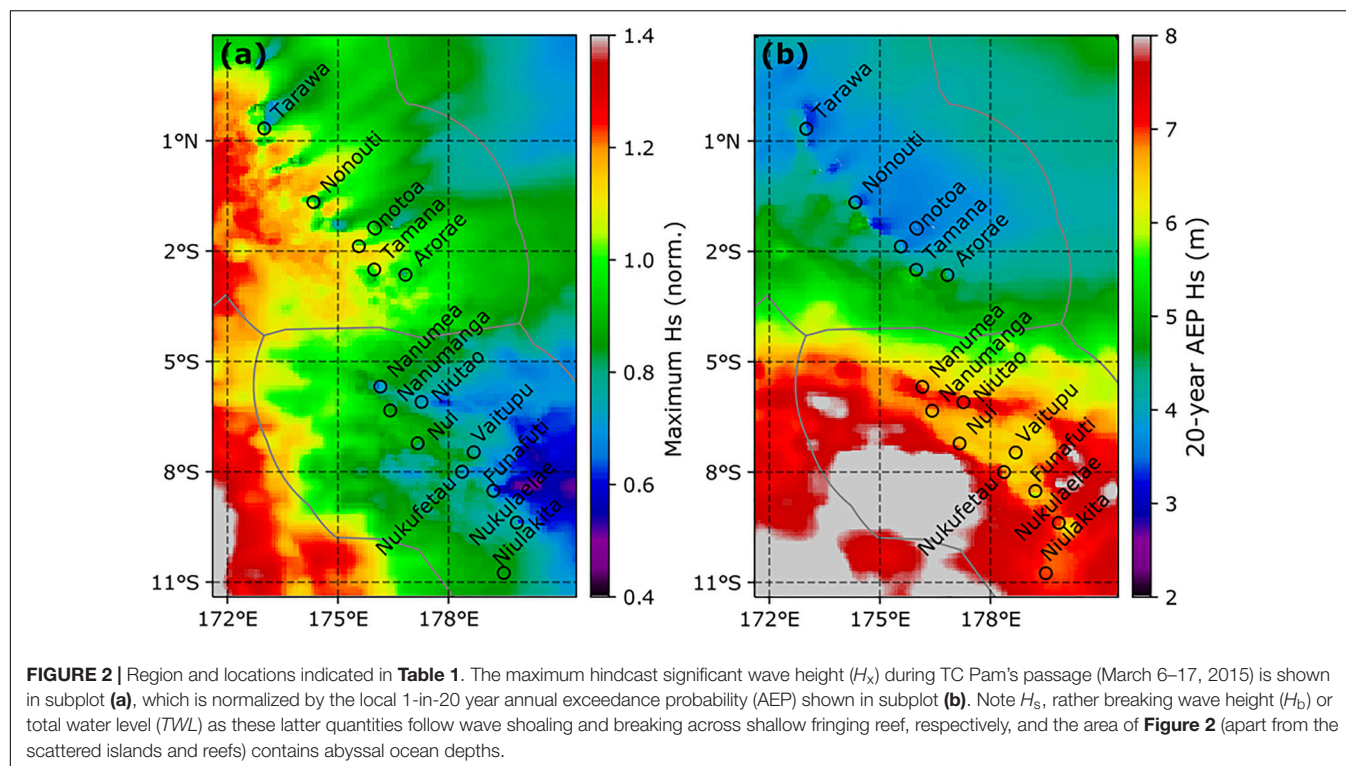 (a)
Tarawa
Nonouti
Onotoa
Tamana
Arorae
Nanumea
Nanumanga
Niutao
Nui
Vaitupu
Nukufetau
Funafuti
Nukulaelae
Niulakita
1°N
2°S
5°S
8°S
11°S
172°E
175°E
178°E
1.4
1.2
1.0
0.8
0.6
0.4
Maximum Hs (norm.)
(b)
Tarawa
Nonouti
Onotoa
Tamana
Arorae
Nanumea
Nanumanga
Niutao
Nui
Vaitupu
Nukufetau
Funafuti
Nukulaelae
Niulakita
1°N
2°S
5°S
8°S
11°S
172°E
175°E
178°E
8
7
6
5
4
3
2
20-year AEP Hs (m)
FIGURE 2 | Region and locations indicated in Table 1. The maximum hindcast significant wave height (Hx) during TC Pam's passage (March 6–17, 2015) is shown
in subplot (a), which is normalized by the local 1-in-20 year annual exceedance probability (AEP) shown in subplot (b). Note Hs, rather breaking wave height (Hb) or
total water level (TWL) as these latter quantities follow wave shoaling and breaking across shallow fringing reef, respectively, and the area of Figure 2 (apart from the
scattered islands and reefs) contains abyssal ocean depths.